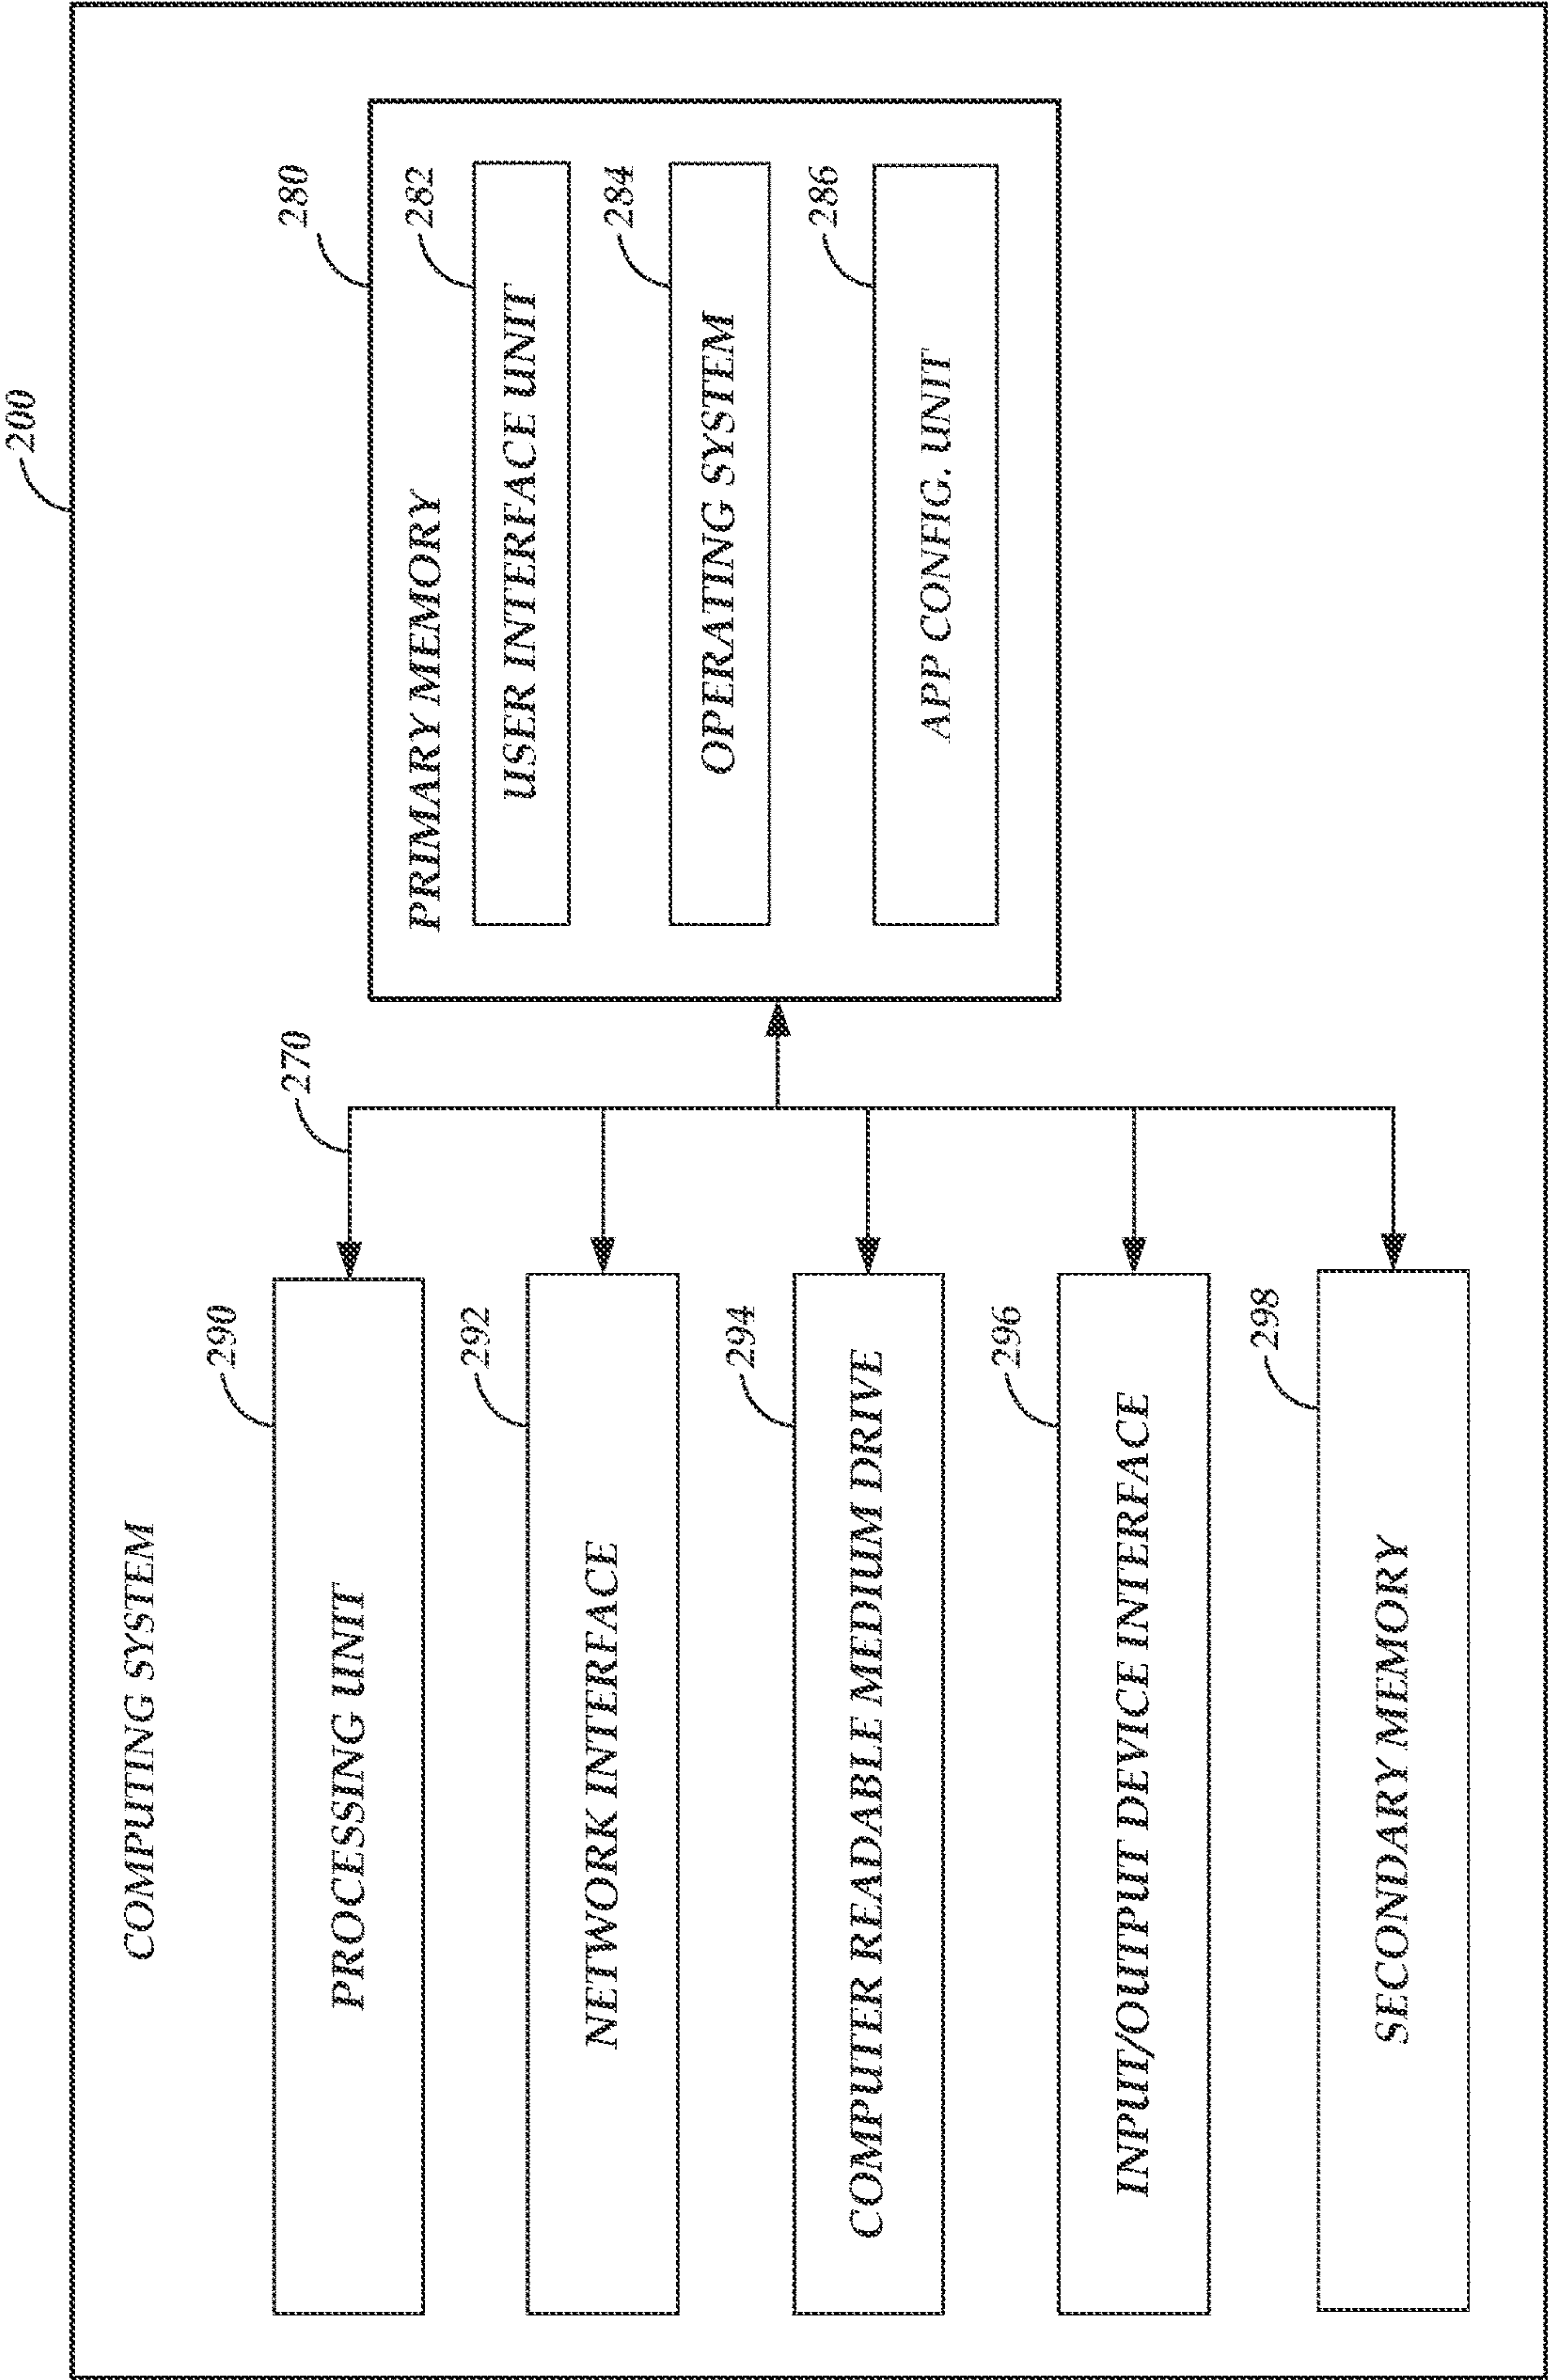 200
COMPUTING SYSTEM
290
PROCESSING UNIT
292
NETWORK INTERFACE
294
COMPUTER READABLE MEDIUM DRIVE
296
INPUT/OUTPUT DEVICE INTERFACE
298
SECONDARY MEMORY
270
280
PRIMARY MEMORY
282
USER INTERFACE UNIT
284
OPERATING SYSTEM
286
APP CONFIG. UNIT